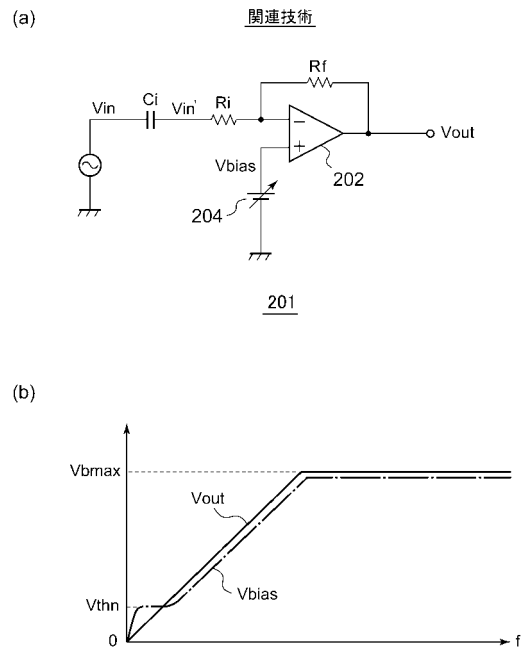 (a)
関連技術
Vin
Ci
Vin'
Ri
Rf
−
+
Vout
Vbias
202
204
201
(b)
Vbmax
Vout
Vbias
Vthn
0
f